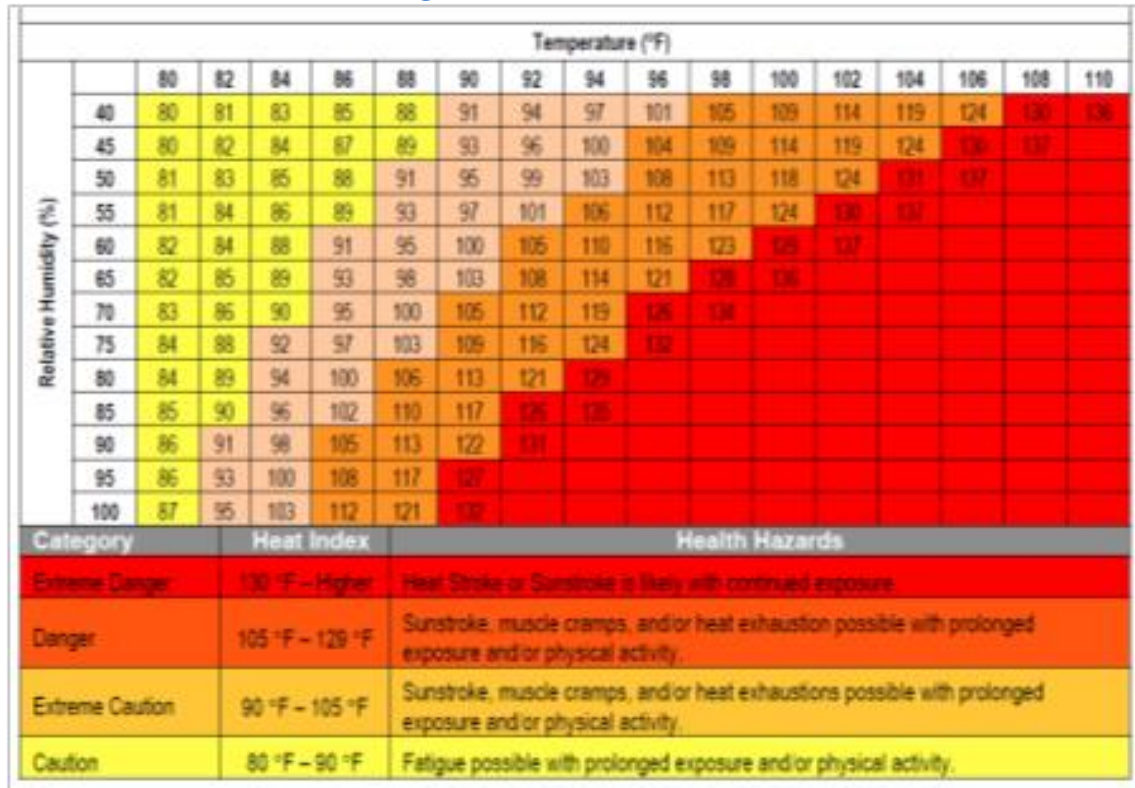 Temperature (°F)
80 82 84 86 88 90 92 94 96 98 100 102 104 106 108 110
Relative Humidity (%)
40 80 81 83 85 88 91 94 97 101 105 109 114 119 124 130 136
45 80 82 84 87 89 93 96 100 104 109 114 119 124 130 137
50 81 83 85 88 91 95 99 103 108 113 118 124 131 137
55 81 84 86 89 93 97 101 106 112 117 124 130 137
60 82 84 88 91 95 100 105 110 116 123 129 137
65 82 85 89 93 98 103 108 114 121 128 136
70 83 86 90 95 100 105 112 119 126 134
75 84 88 92 97 103 109 116 124 132
80 84 89 94 100 106 113 121 129
85 85 90 96 102 110 117 126 135
90 86 91 98 105 113 122 131
95 86 93 100 108 117 127
100 87 95 103 112 121 132
Category Heat Index Health Hazards
Extreme Danger 130 °F – Higher Heat Stroke or Sunstroke is likely with continued exposure.
Danger 105 °F – 129 °F Sunstroke, muscle cramps, and/or heat exhaustion possible with prolonged
exposure and/or physical activity.
Extreme Caution 90 °F – 105 °F Sunstroke, muscle cramps, and/or heat exhaustions possible with prolonged
exposure and/or physical activity.
Caution 80 °F – 90 °F Fatigue possible with prolonged exposure and/or physical activity.